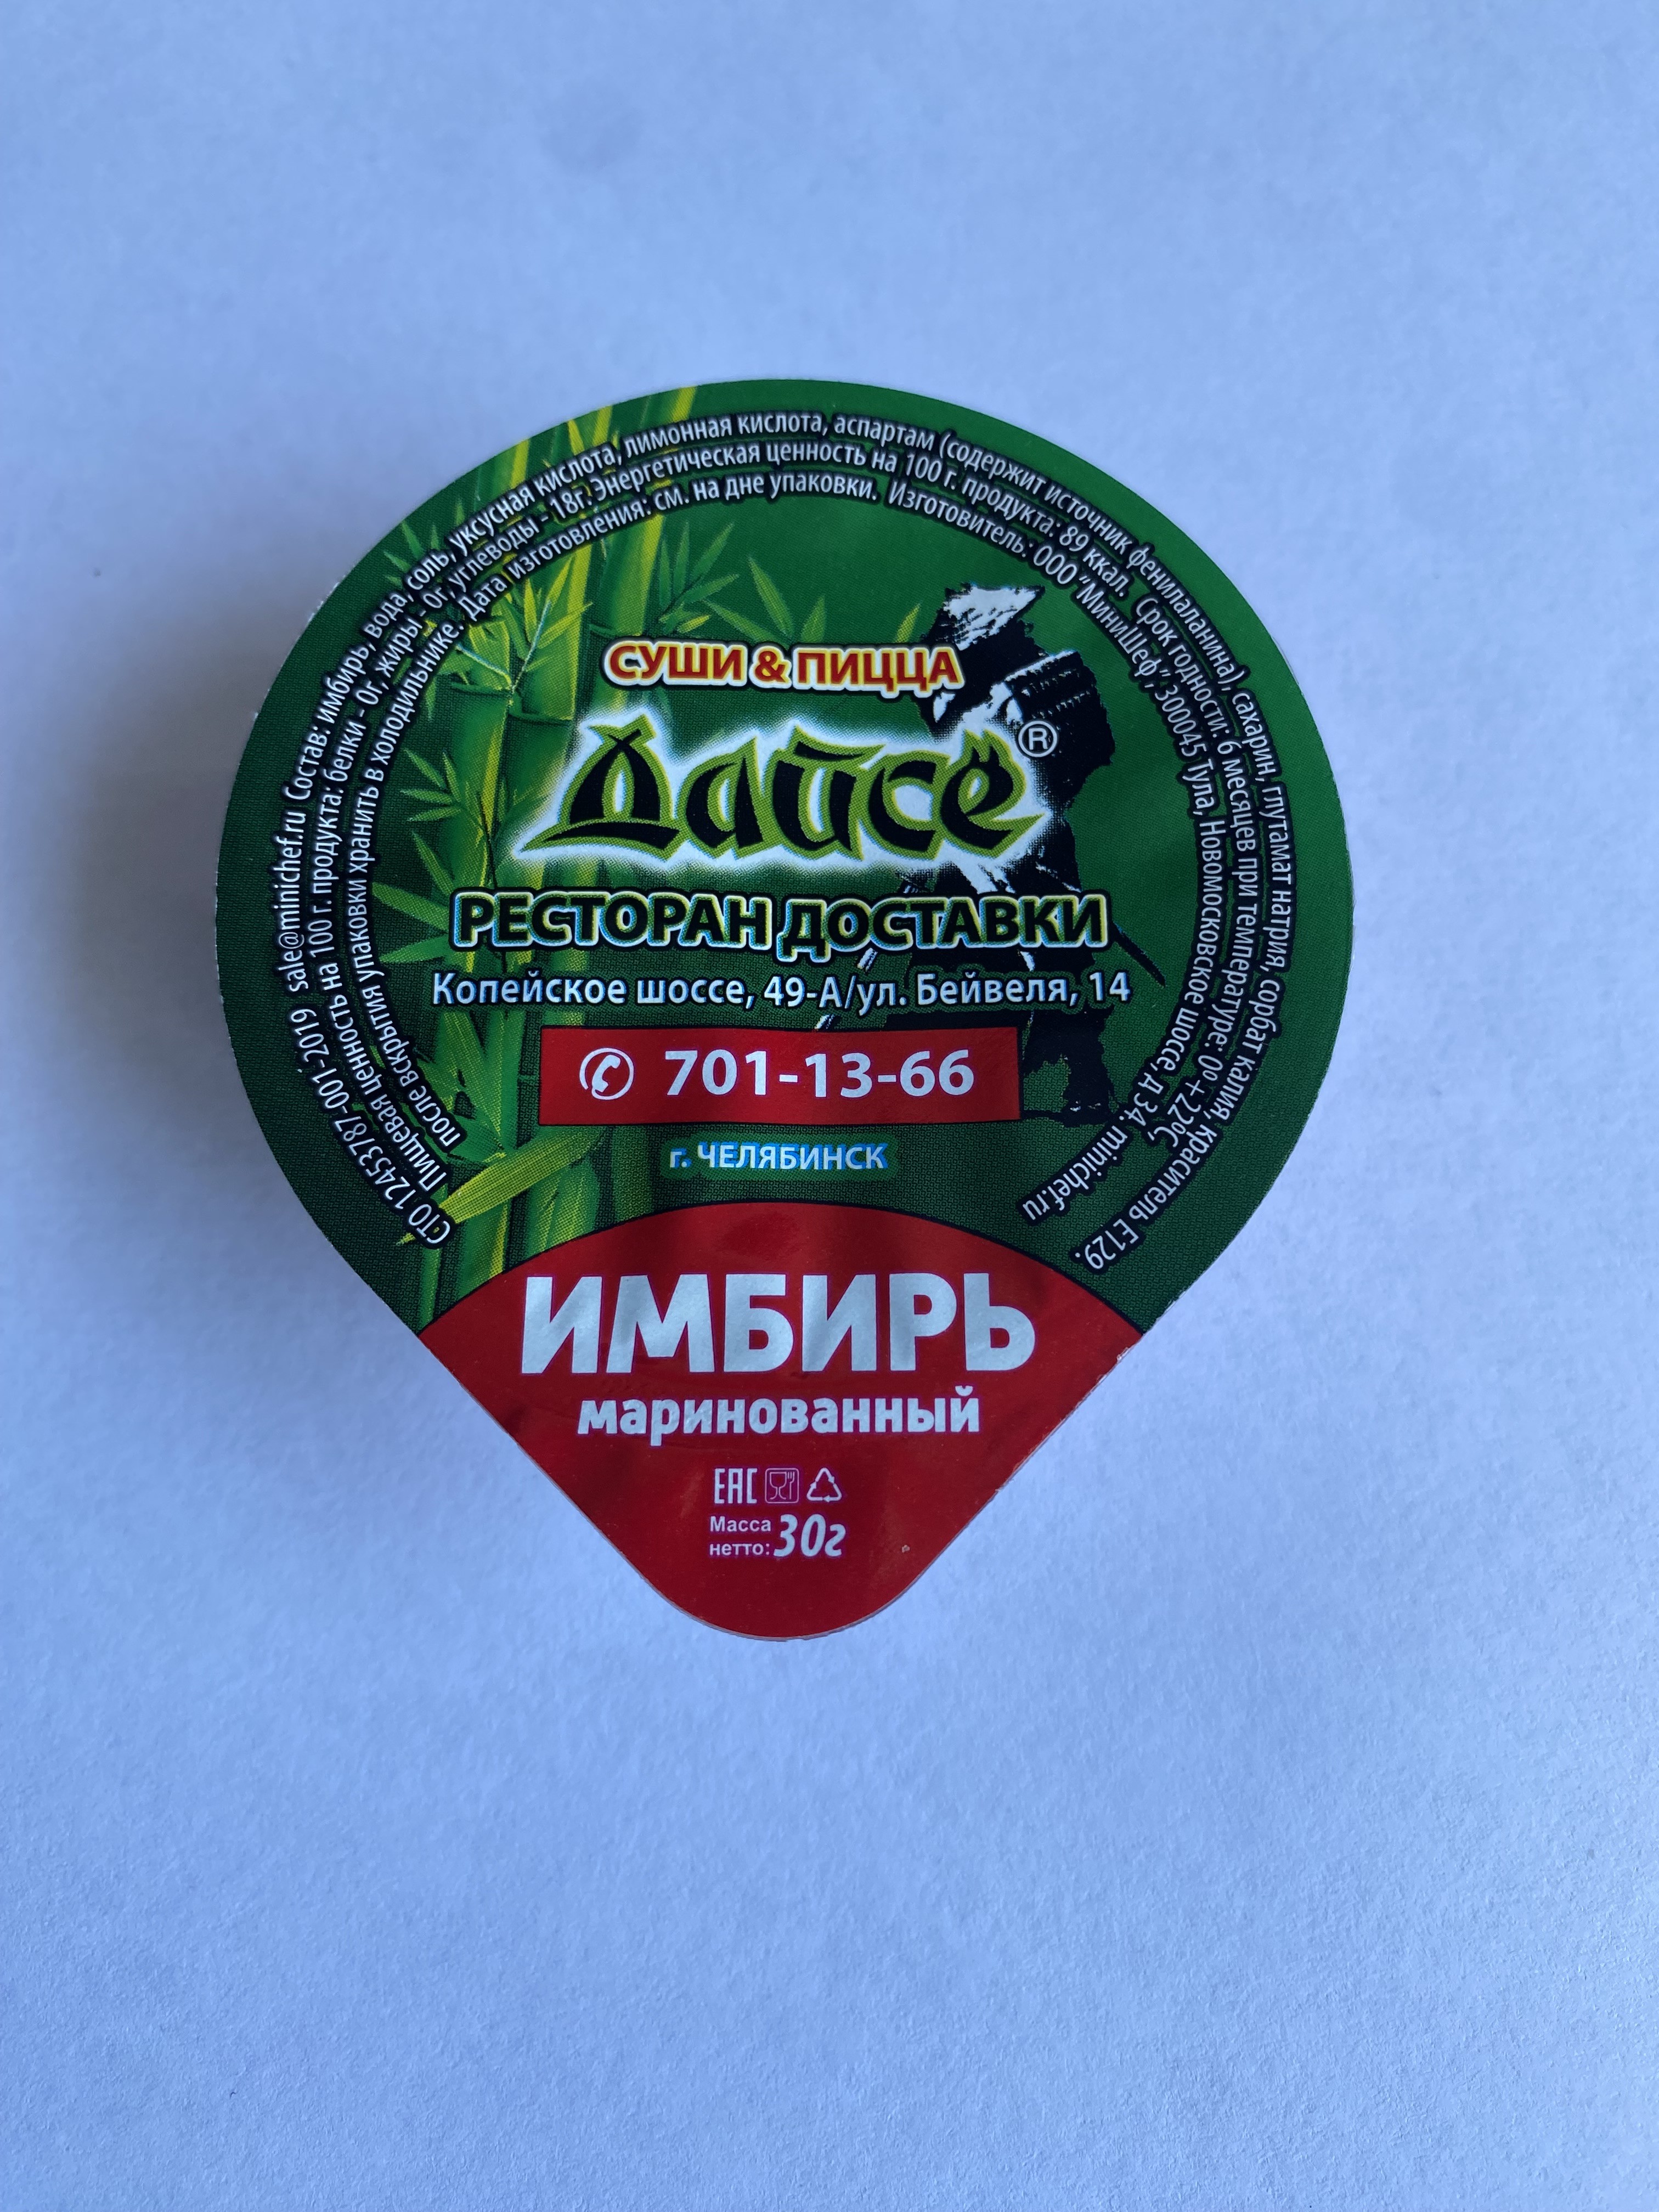 СТО 12453787-001-2019 sale@minichef.ru Состав: имбирь, вода, соль, уксусная кислота, лимонная кислота, аспартам (содержит источник фенилаланина), сахарин, глутамат натрия, сорбат калия, краситель Е129.
Пищевая ценность на 100 г. продукта: белки - 0г, жиры - 0г, углеводы - 18г. Энергетическая ценность на 100 г. продукта: 89 ккал. Срок годности: 6 месяцев при температуре: 0º + 22ºС
после вскрытия упаковки хранить в холодильнике. Дата изготовления: см. на дне упаковки. Изготовитель: ООО "МиниШеф", 300045 Тула, Новомосковское шоссе, д 34. minichef.ru
СУШИ & ПИЦЦА
Дайсё®
РЕСТОРАН ДОСТАВКИ
Копейское шоссе, 49-А/ул. Бейвеля, 14
701-13-66
г. ЧЕЛЯБИНСК
ИМБИРЬ
маринованный
ЕАС
Масса
нетто: 30г